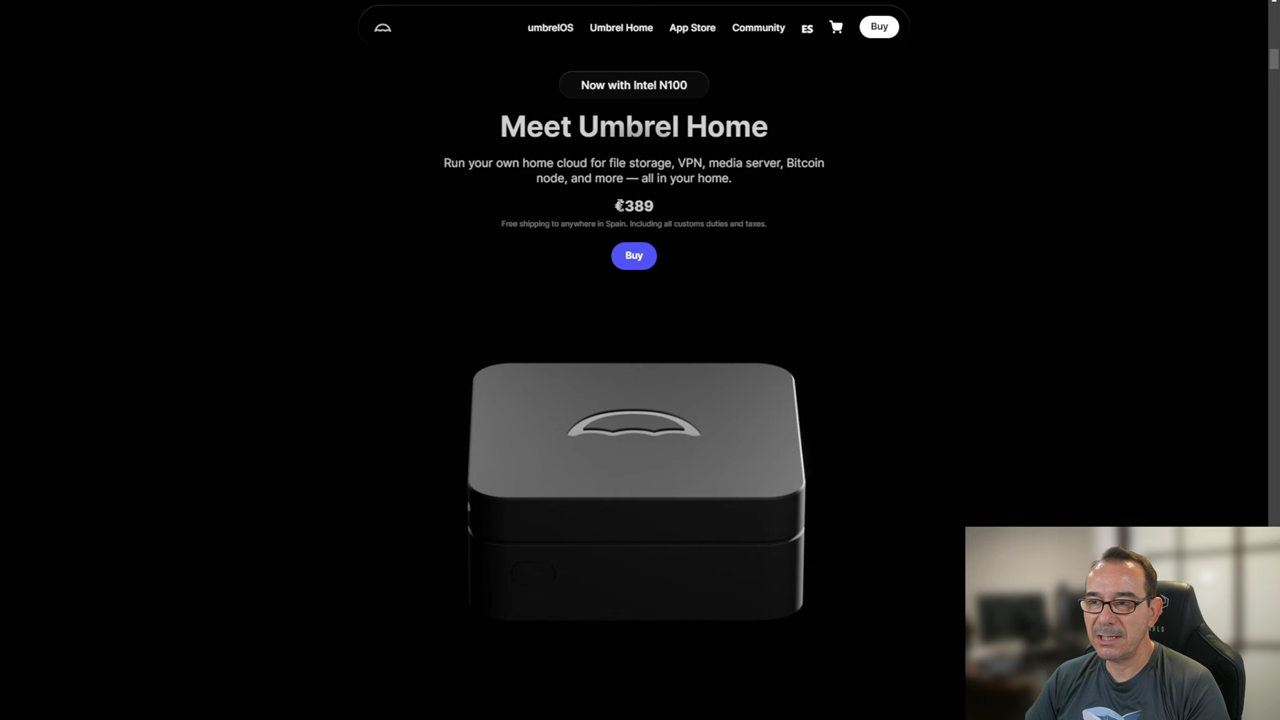 umbrelOS Umbrel Home App Store Community ES Buy
Now with Intel N100
Meet Umbrel Home
Run your own home cloud for file storage, VPN, media server, Bitcoin
node, and more — all in your home.
€389
Free shipping to anywhere in Spain. Including all customs duties and taxes.
Buy